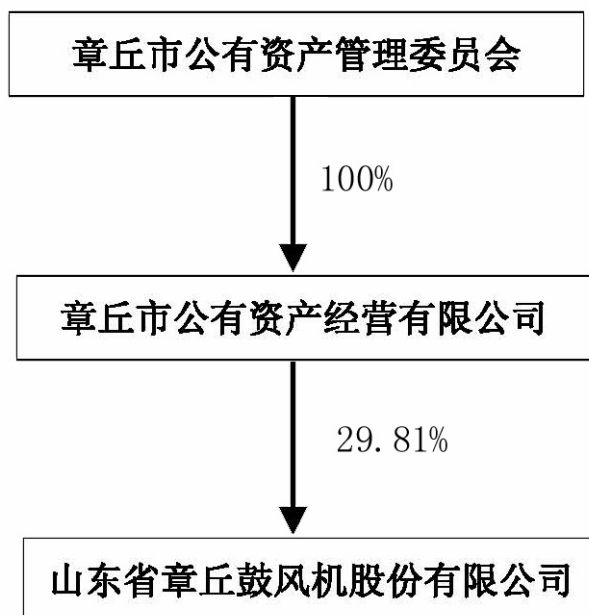 章丘市公有资产管理委员会
100%
章丘市公有资产经营有限公司
29.81%
山东省章丘鼓风机股份有限公司